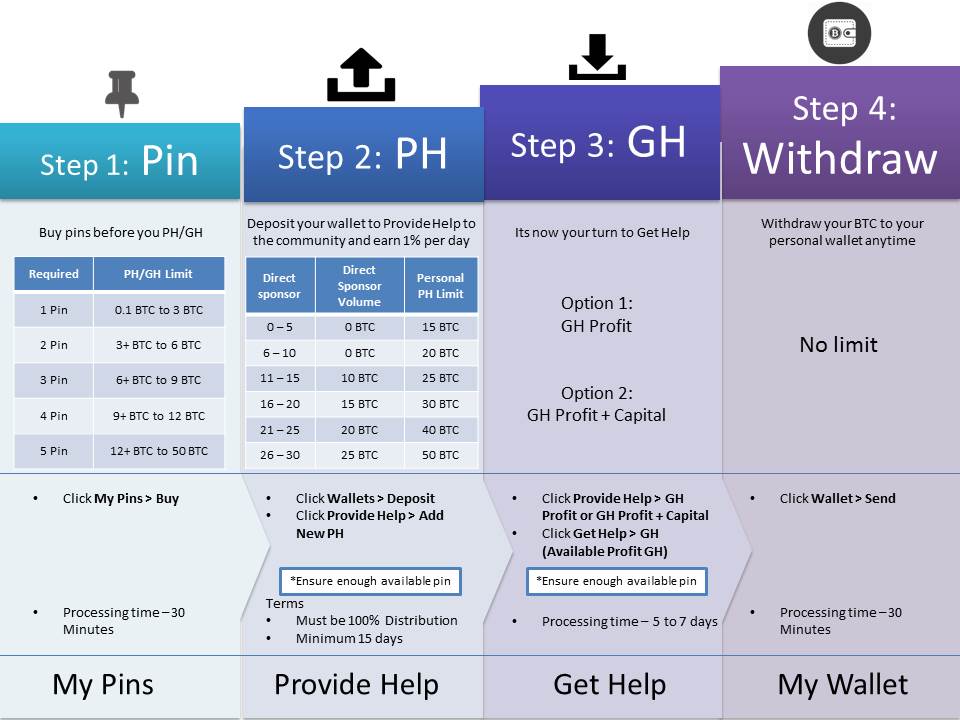 Step 1: Pin
Step 2: PH
Step 3: GH
Step 4:
Withdraw
Buy pins before you PH/GH
Required PH/GH Limit
1 Pin 0.1 BTC to 3 BTC
2 Pin 3+ BTC to 6 BTC
3 Pin 6+ BTC to 9 BTC
4 Pin 9+ BTC to 12 BTC
5 Pin 12+ BTC to 50 BTC
Deposit your wallet to Provide Help to
the community and earn 1% per day
Direct
sponsor
Direct
Sponsor
Volume
Personal
PH Limit
0 – 5 0 BTC 15 BTC
6 – 10 0 BTC 20 BTC
11 – 15 10 BTC 25 BTC
16 – 20 15 BTC 30 BTC
21 – 25 20 BTC 40 BTC
26 – 30 25 BTC 50 BTC
Its now your turn to Get Help
Option 1:
GH Profit
Option 2:
GH Profit + Capital
Withdraw your BTC to your
personal wallet anytime
No limit
• Click My Pins > Buy
• Processing time – 30
Minutes
• Click Wallets > Deposit
• Click Provide Help > Add
New PH
*Ensure enough available pin
Terms
• Must be 100% Distribution
• Minimum 15 days
• Click Provide Help > GH
Profit or GH Profit + Capital
• Click Get Help > GH
(Available Profit GH)
*Ensure enough available pin
• Processing time – 5 to 7 days
• Click Wallet > Send
• Processing time – 30
Minutes
My Pins
Provide Help
Get Help
My Wallet